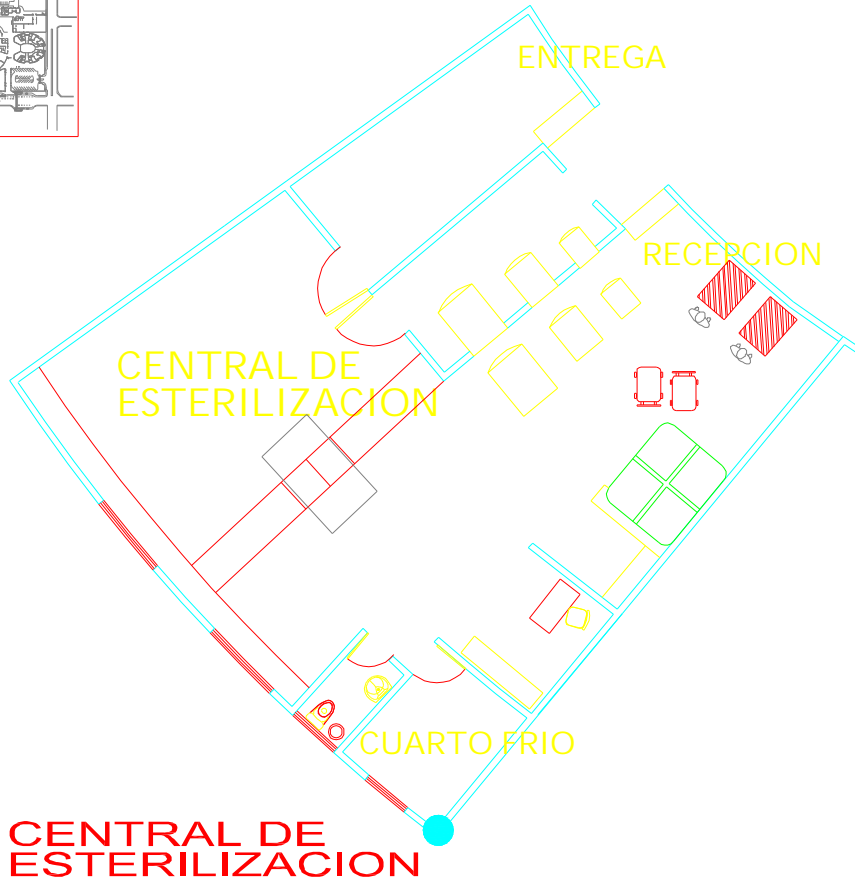 ENTREGA
RECEPCION
CENTRAL DE
ESTERILIZACION
CUARTO FRIO
CENTRAL DE
ESTERILIZACION